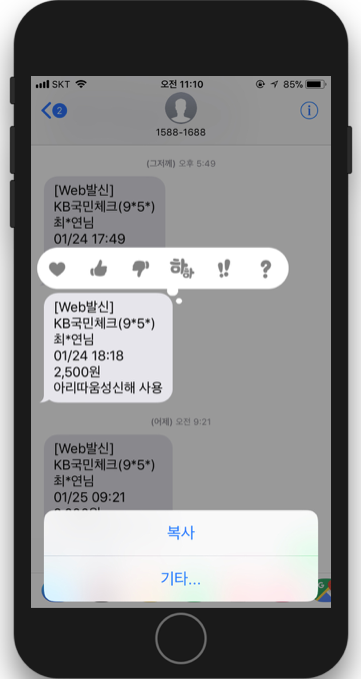 SKT 오전 11:10 85%
2
1588-1688
(그저께) 오후 5:49
[Web발신]
KB국민체크(9*5*)
최*연님
01/24 17:49
하하
!!
?
[Web발신]
KB국민체크(9*5*)
최*연님
01/24 18:18
2,500원
아리따움성신해 사용
(어제) 오전 9:21
[Web발신]
KB국민체크(9*5*)
최*연님
01/25 09:21
복사
기타...